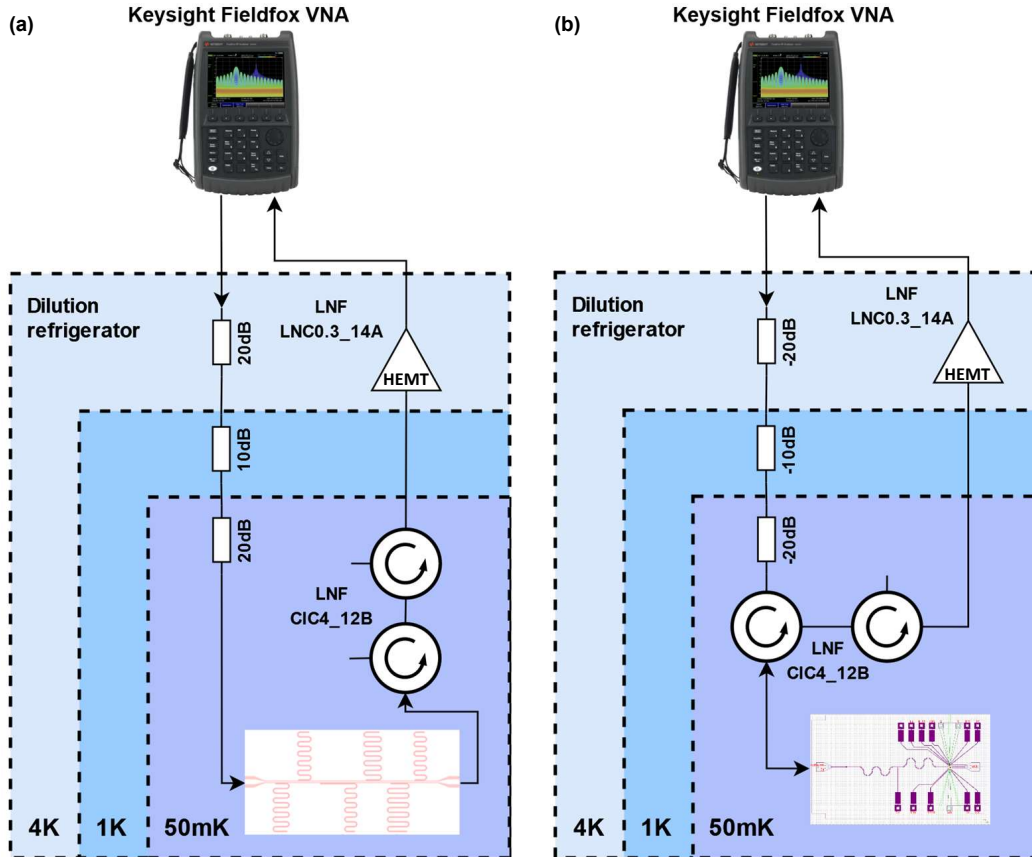 Keysight Fieldfox VNA
(a)
Dilution
refrigerator
LNF
LNC0.3_14A
20dB
HEMT
10dB
20dB
LNF
CIC4_12B
4K
1K
50mK
Keysight Fieldfox VNA
(b)
Dilution
refrigerator
LNF
LNC0.3_14A
-20dB
HEMT
-10dB
-20dB
LNF
CIC4_12B
4K
1K
50mK